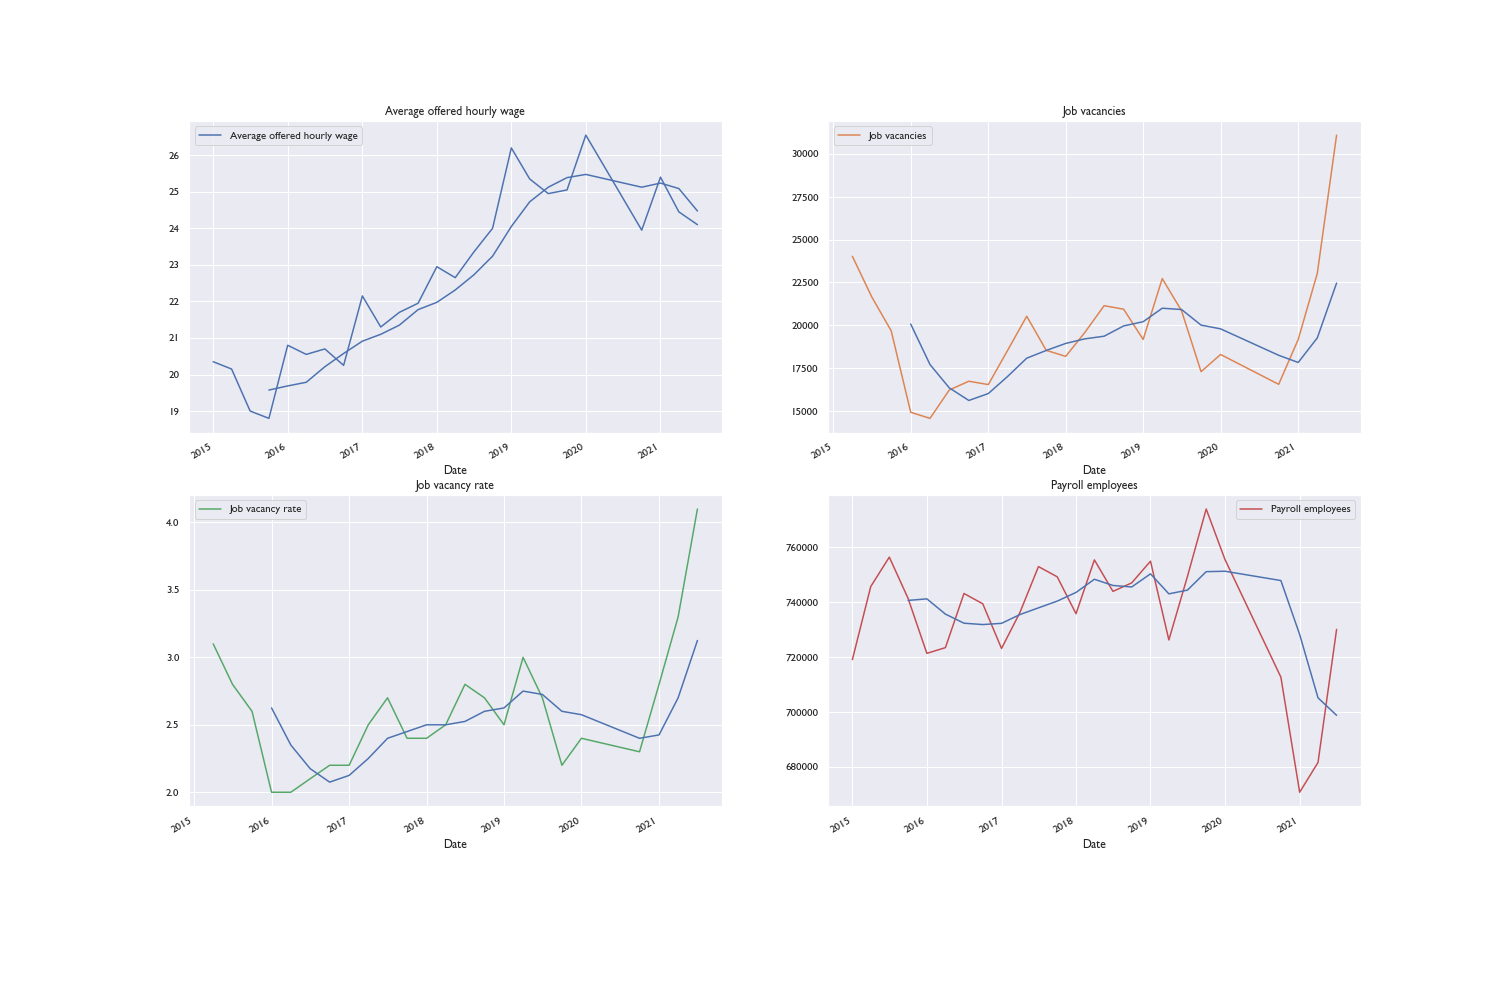 Average offered hourly wage
Average offered hourly wage
26
25
24
23
22
21
20
19
2015 2016 2017 2018 2019 2020 2021
Date
Job vacancies
Job vacancies
30000
27500
25000
22500
20000
17500
15000
2015 2016 2017 2018 2019 2020 2021
Date
Job vacancy rate
Job vacancy rate
4.0
3.5
3.0
2.5
2.0
2015 2016 2017 2018 2019 2020 2021
Date
Payroll employees
Payroll employees
760000
740000
720000
700000
680000
2015 2016 2017 2018 2019 2020 2021
Date